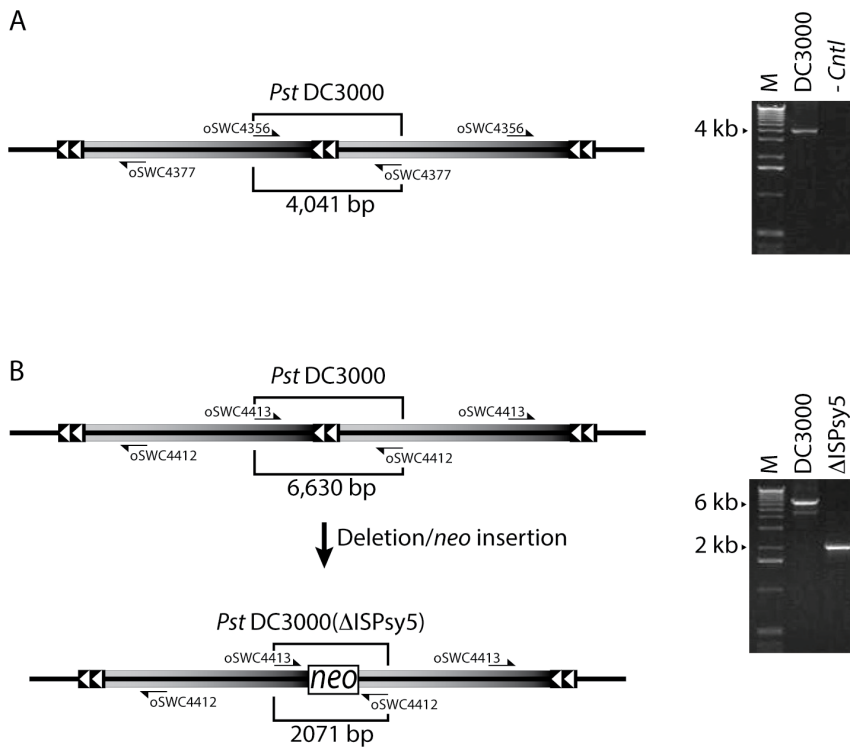 A
Pst DC3000
oSWC4356
oSWC4356
oSWC4377
oSWC4377
4,041 bp
M
DC3000
- Cntl
4 kb
B
Pst DC3000
oSWC4413
oSWC4413
oSWC4412
oSWC4412
6,630 bp
Deletion/neo insertion
Pst DC3000(ΔISPsy5)
oSWC4413
oSWC4413
neo
oSWC4412
oSWC4412
2071 bp
M
DC3000
ΔISPsy5
6 kb
2 kb